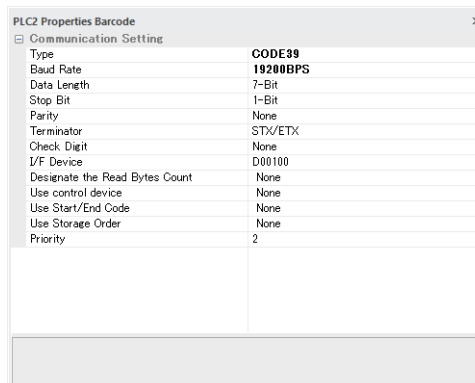 PLC2 Properties Barcode
Communication Setting
Type CODE39
Baud Rate 19200BPS
Data Length 7-Bit
Stop Bit 1-Bit
Parity None
Terminator STX/ETX
Check Digit None
I/F Device D00100
Designate the Read Bytes Count None
Use control device None
Use Start/End Code None
Use Storage Order None
Priority 2